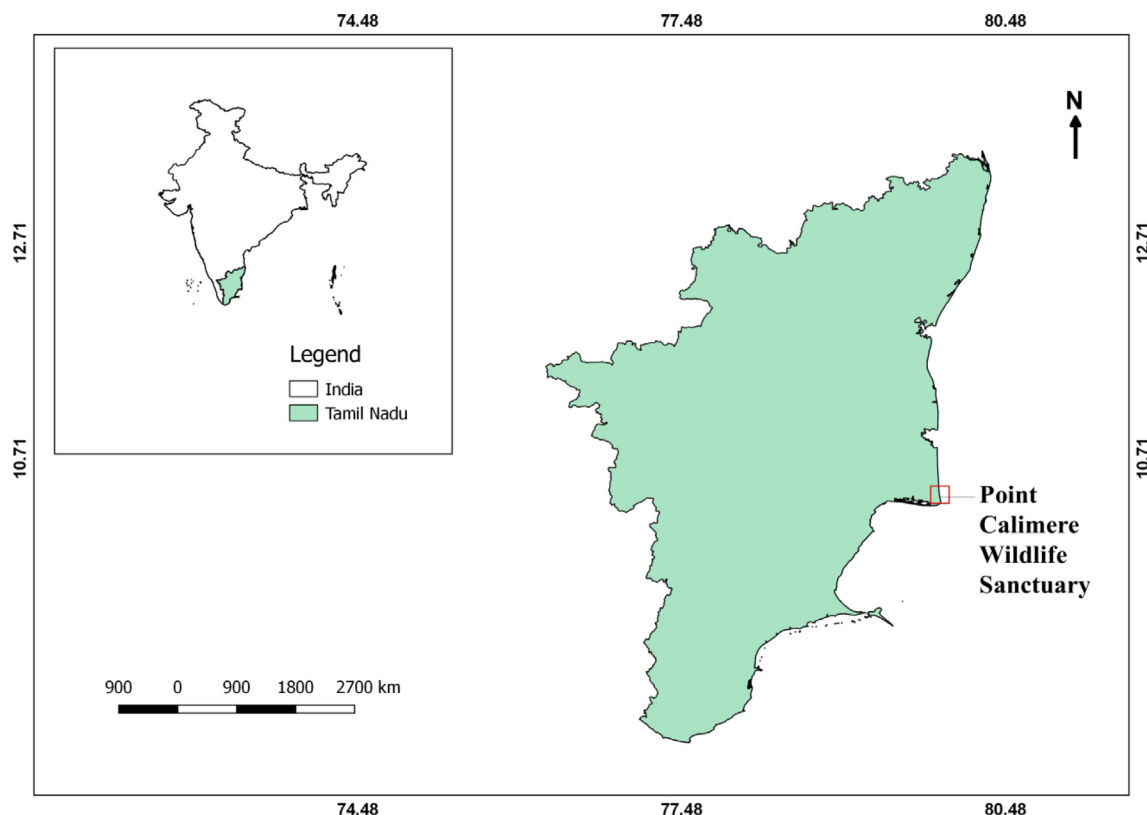 74.48 77.48 80.48
N
12.71 12.71
Legend
India
Tamil Nadu
10.71 10.71
Point
Calimere
Wildlife
Sanctuary
900 0 900 1800 2700 km
74.48 77.48 80.48